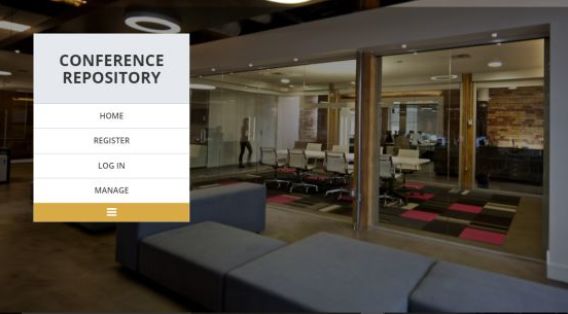 CONFERENCE
REPOSITORY
HOME
REGISTER
LOG IN
MANAGE